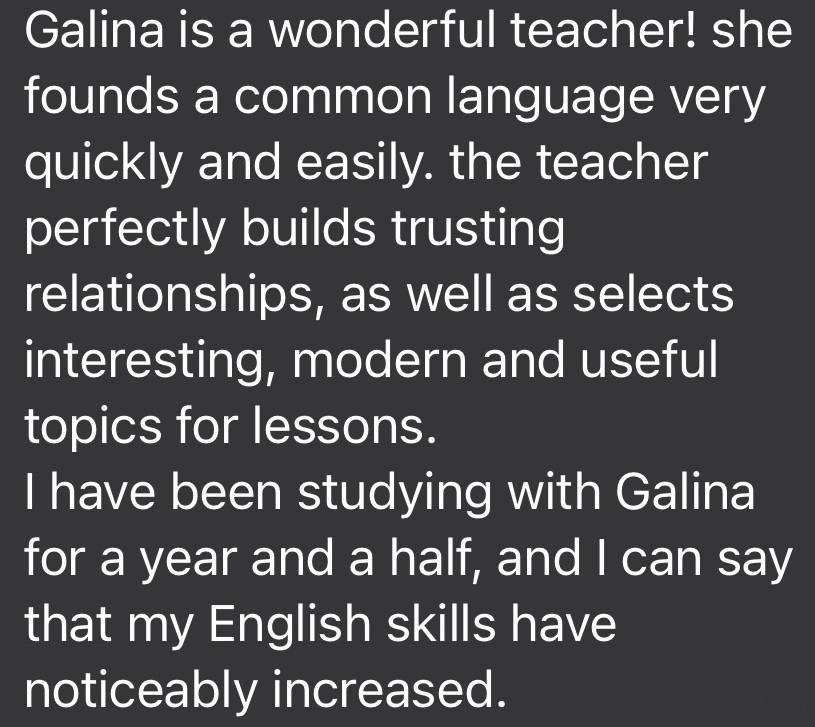 Galina is a wonderful teacher! she
founds a common language very
quickly and easily. the teacher
perfectly builds trusting
relationships, as well as selects
interesting, modern and useful
topics for lessons.
I have been studying with Galina
for a year and a half, and I can say
that my English skills have
noticeably increased.